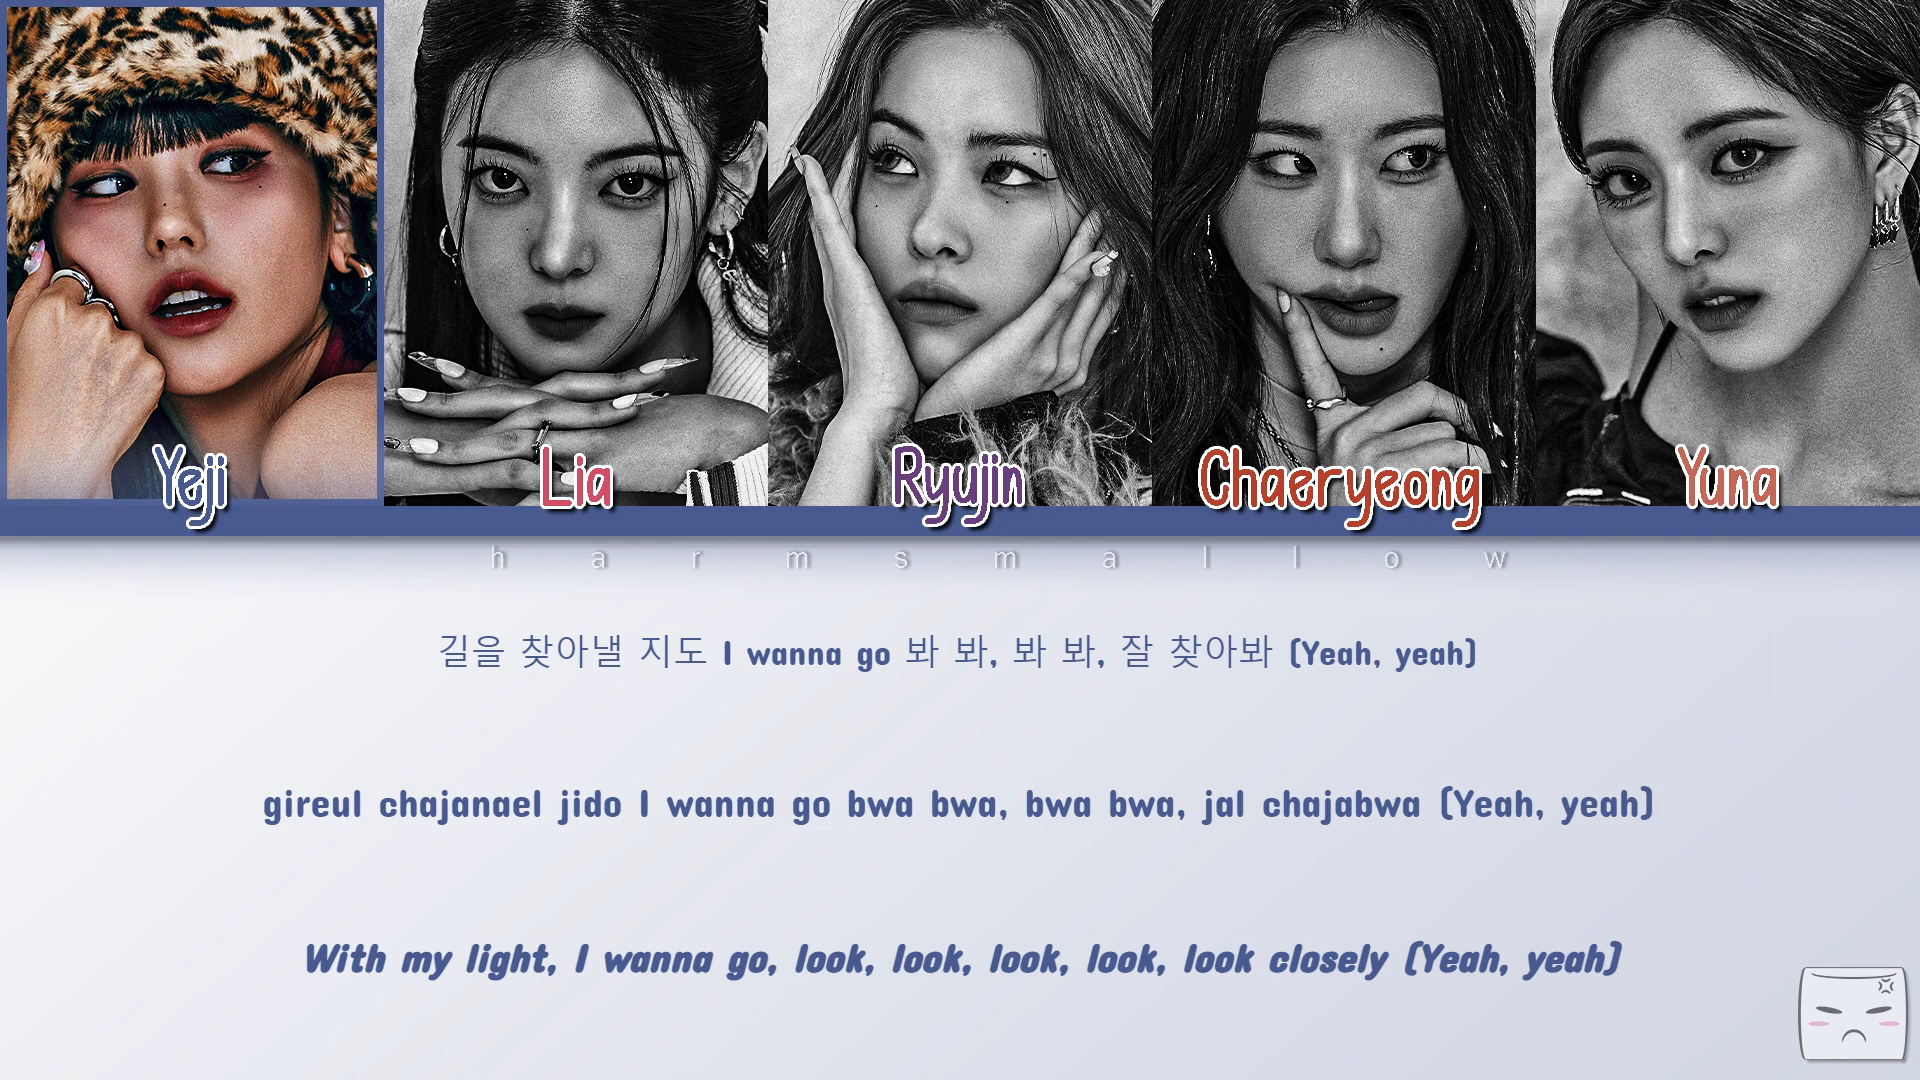 Yeji Lia Ryujin Chaeryeong Yuna
harmsmallow
길을 찾아낼 지도 I wanna go 봐 봐, 봐 봐, 잘 찾아봐 (Yeah, yeah)
gireul chajanael jido I wanna go bwa bwa, bwa bwa, jal chajabwa (Yeah, yeah)
With my light, I wanna go, look, look, look, look, look closely (Yeah, yeah)